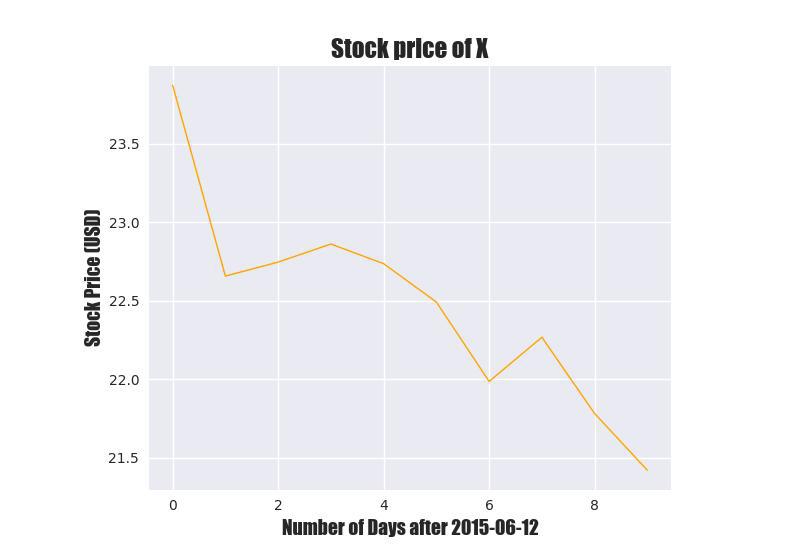 Stock price of X
Stock Price (USD)
23.5
23.0
22.5
22.0
21.5
0 2 4 6 8
Number of Days after 2015-06-12